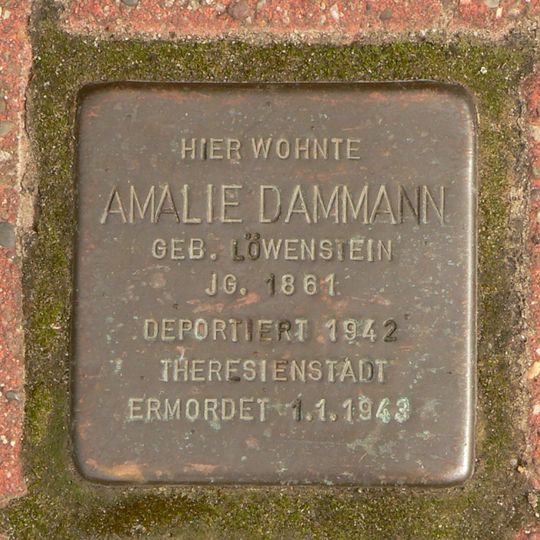 HIER WOHNTE
AMALIE DAMMANN
GEB. LÖWENSTEIN
JG. 1861
DEPORTIERT 1942
THERESIENSTADT
ERMORDET 1.1.1943